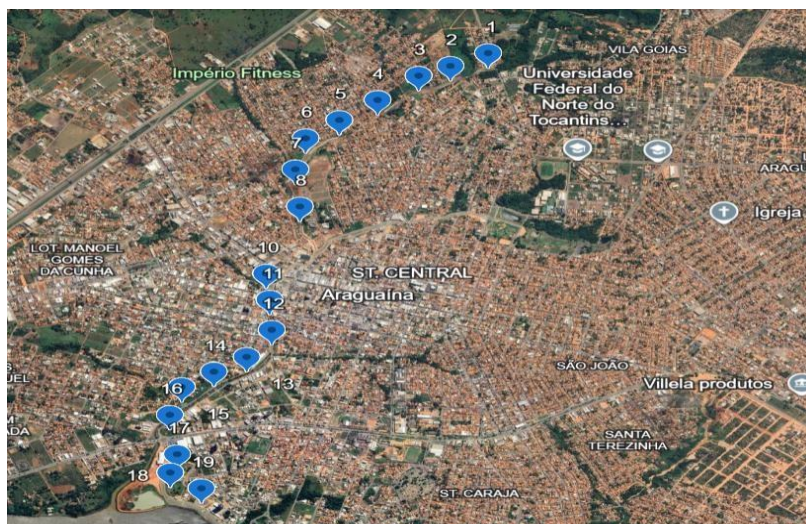 1
2
VILA GOIÁS
3
Império Fitness
Universidade
Federal do
Norte do
Tocantins...
4
5
6
7
ARAGU
8
Igreja
10
LOT. MANOEL
GOMES
DA CUNHA
11
ST. CENTRAL
Araguaína
12
14
SÃO JOÃO
UEL
16
13
Villela produtos
15
M
ADA
17
SANTA
TEREZINHA
19
18
ST. CARAJA